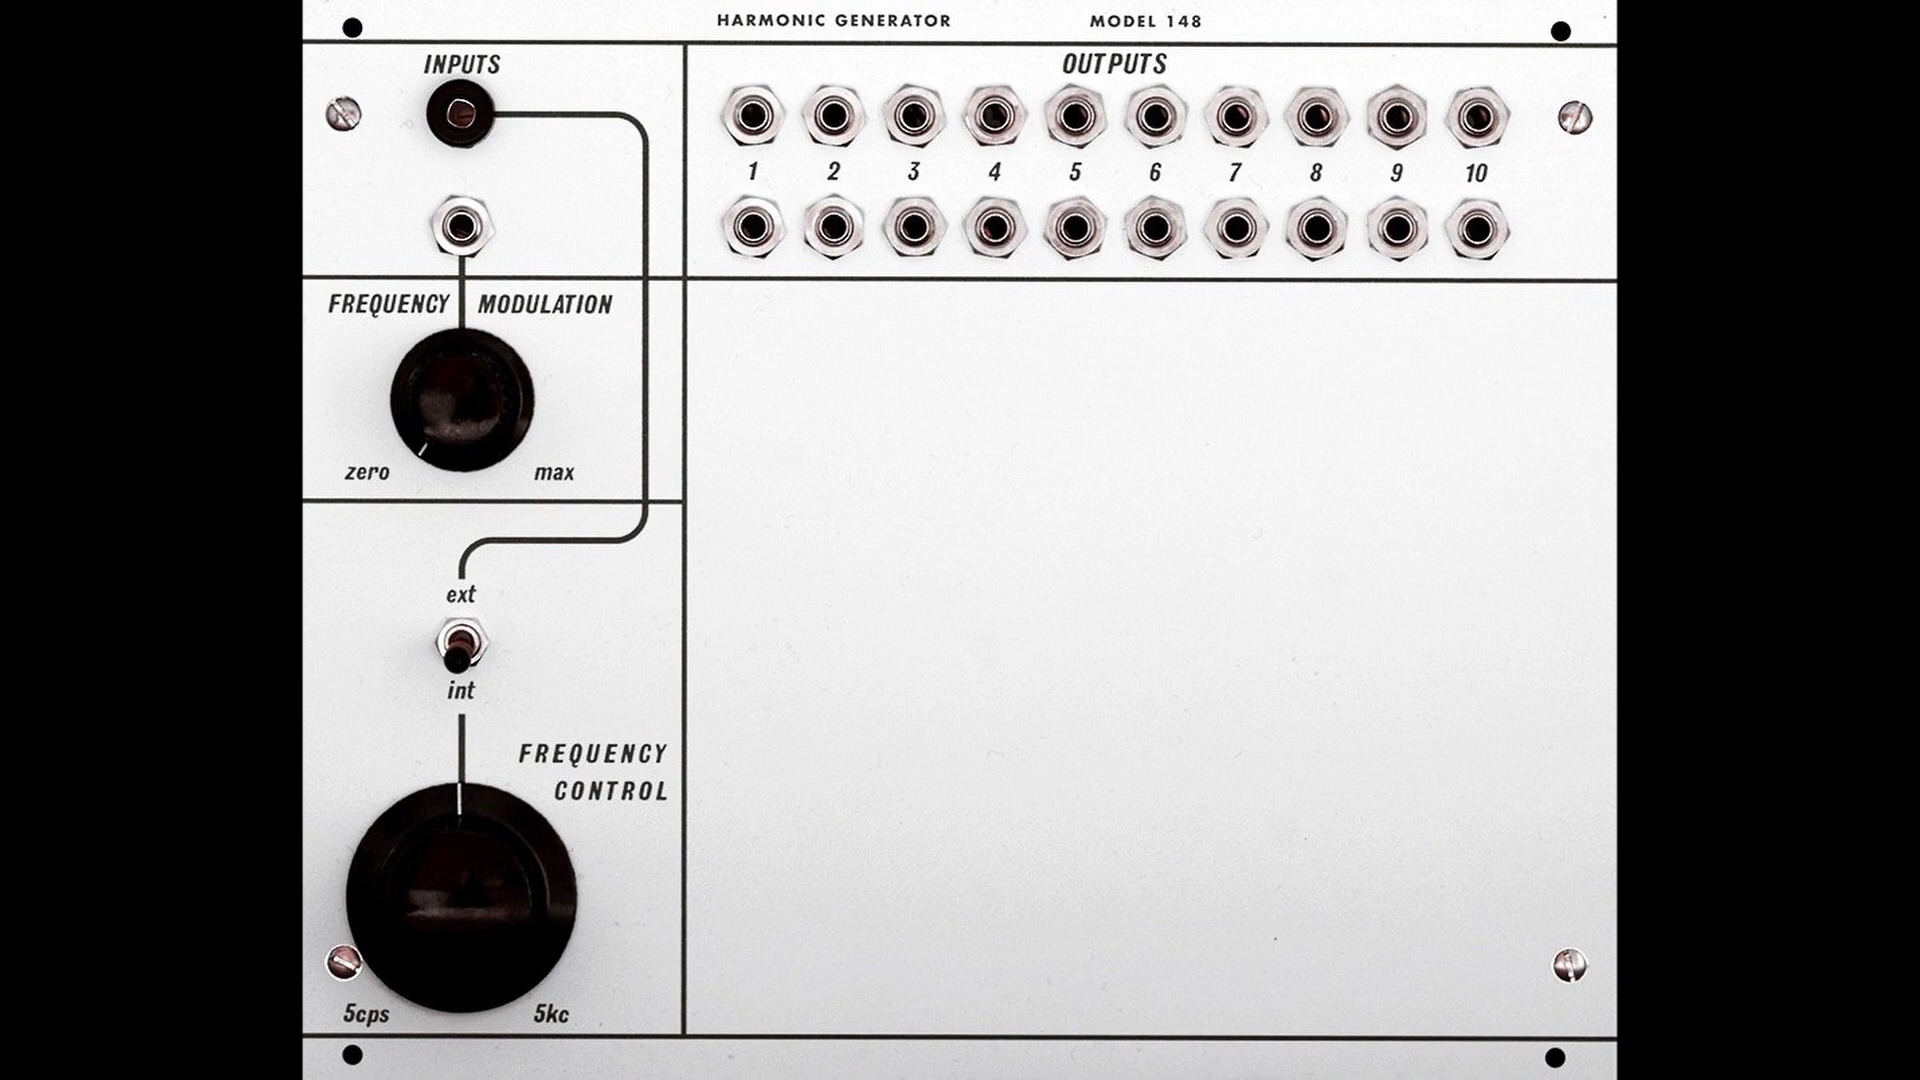 HARMONIC GENERATOR MODEL 148
INPUTS
OUTPUTS
1 2 3 4 5 6 7 8 9 10
FREQUENCY MODULATION
zero max
ext
int
FREQUENCY
CONTROL
5cps 5kc